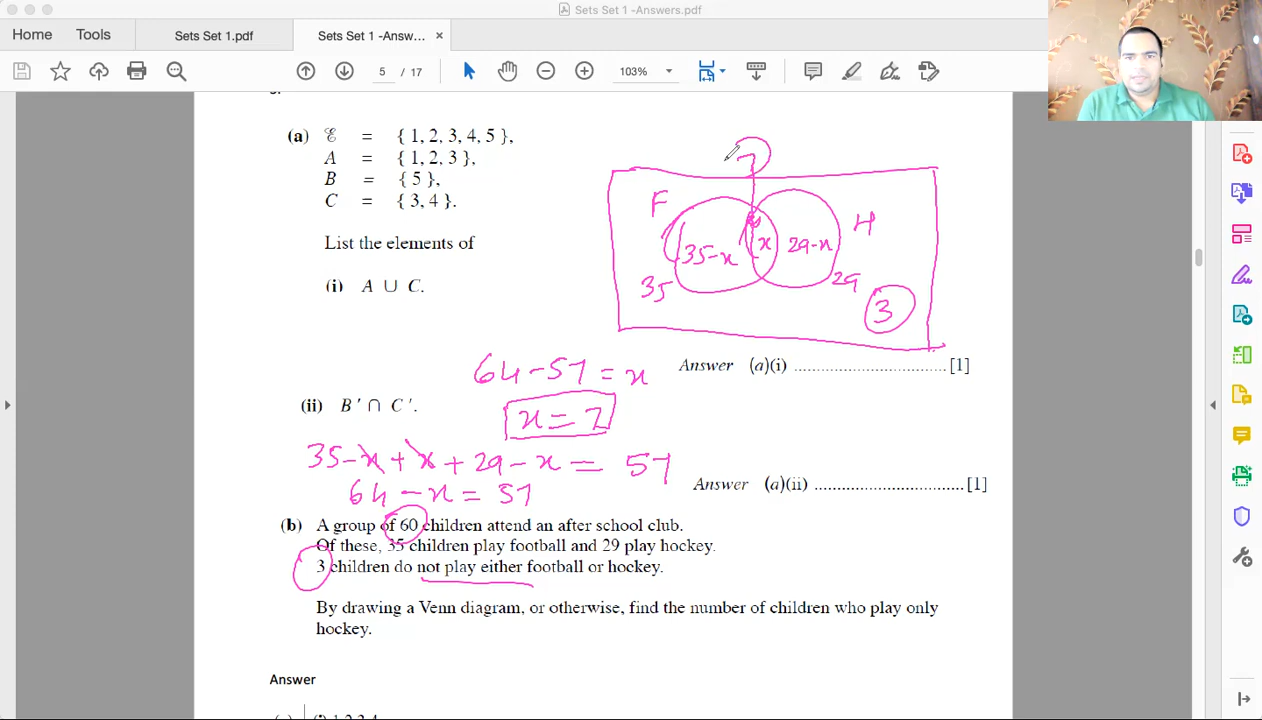 Sets Set 1 -Answers.pdf
Home Tools Sets Set 1.pdf Sets Set 1 -Answ... ×
5 / 17 103%
(a) ℰ = { 1, 2, 3, 4, 5 },
A = { 1, 2, 3 },
B = { 5 },
C = { 3, 4 }.
List the elements of
(i) A ∪ C.
7
F
H
35-x x 29-x
35 29
3
64-57 = x
Answer (a)(i) ................................ [1]
(ii) B ′ ∩ C ′.
x = 7
35-x + x + 29 - x = 57
64 - x = 57
Answer (a)(ii) ................................ [1]
(b) A group of 60 children attend an after school club.
Of these, 35 children play football and 29 play hockey.
3 children do not play either football or hockey.
By drawing a Venn diagram, or otherwise, find the number of children who play only
hockey.
Answer